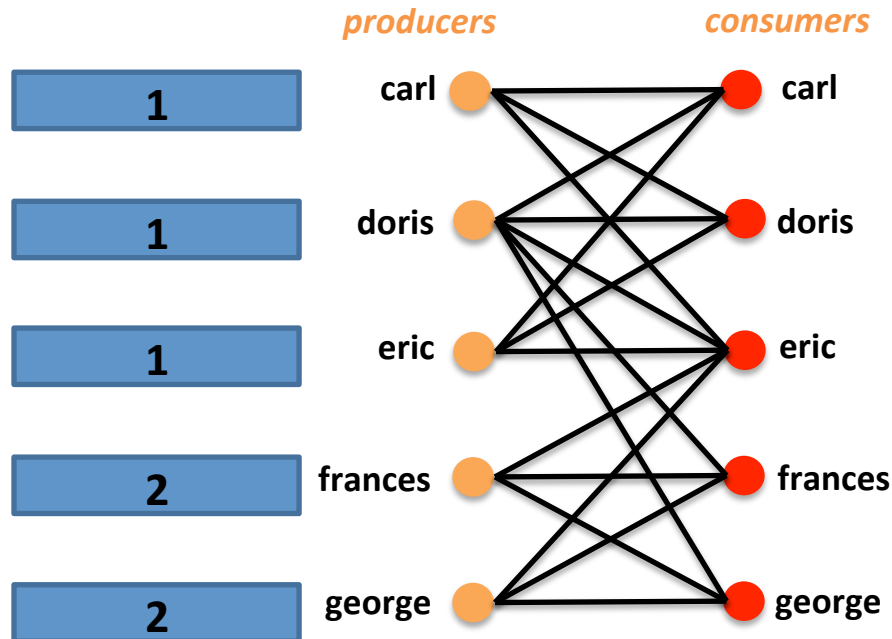 producers consumers
1 carl carl
1 doris doris
1 eric eric
2 frances frances
2 george george